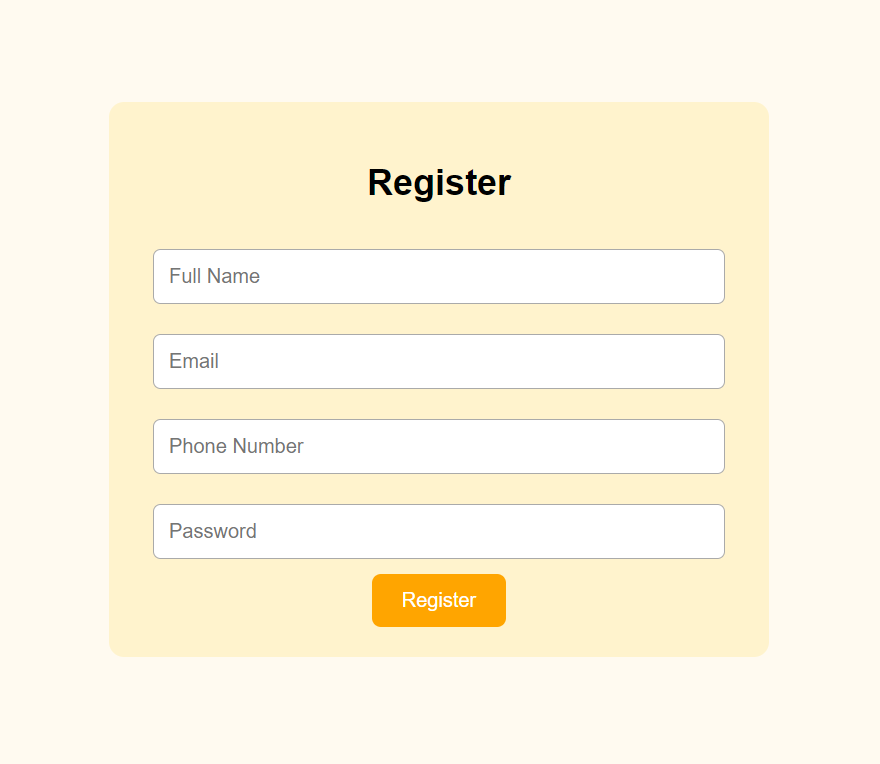 Register
Full Name
Email
Phone Number
Password
Register